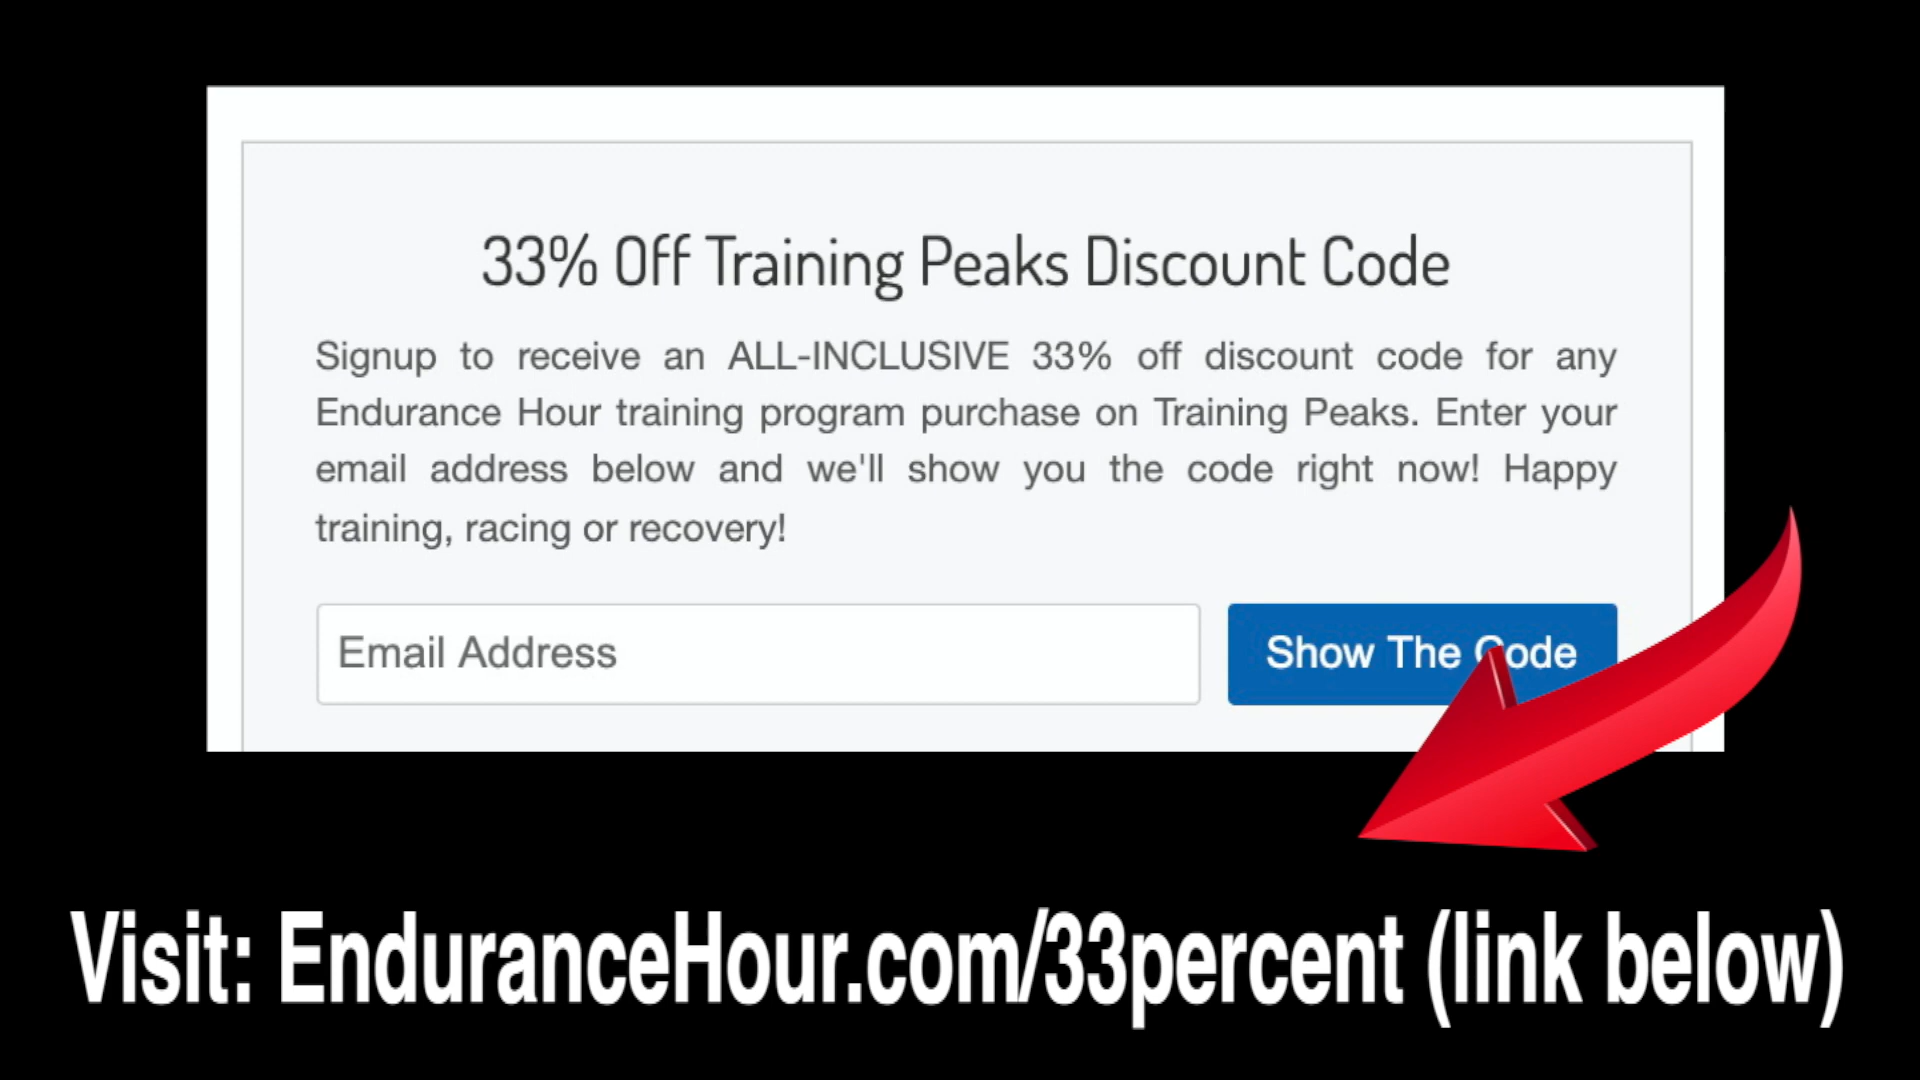 33% Off Training Peaks Discount Code
Signup to receive an ALL-INCLUSIVE 33% off discount code for any
Endurance Hour training program purchase on Training Peaks. Enter your
email address below and we'll show you the code right now! Happy
training, racing or recovery!
Email Address
Show The Code
Visit: EnduranceHour.com/33percent (link below)